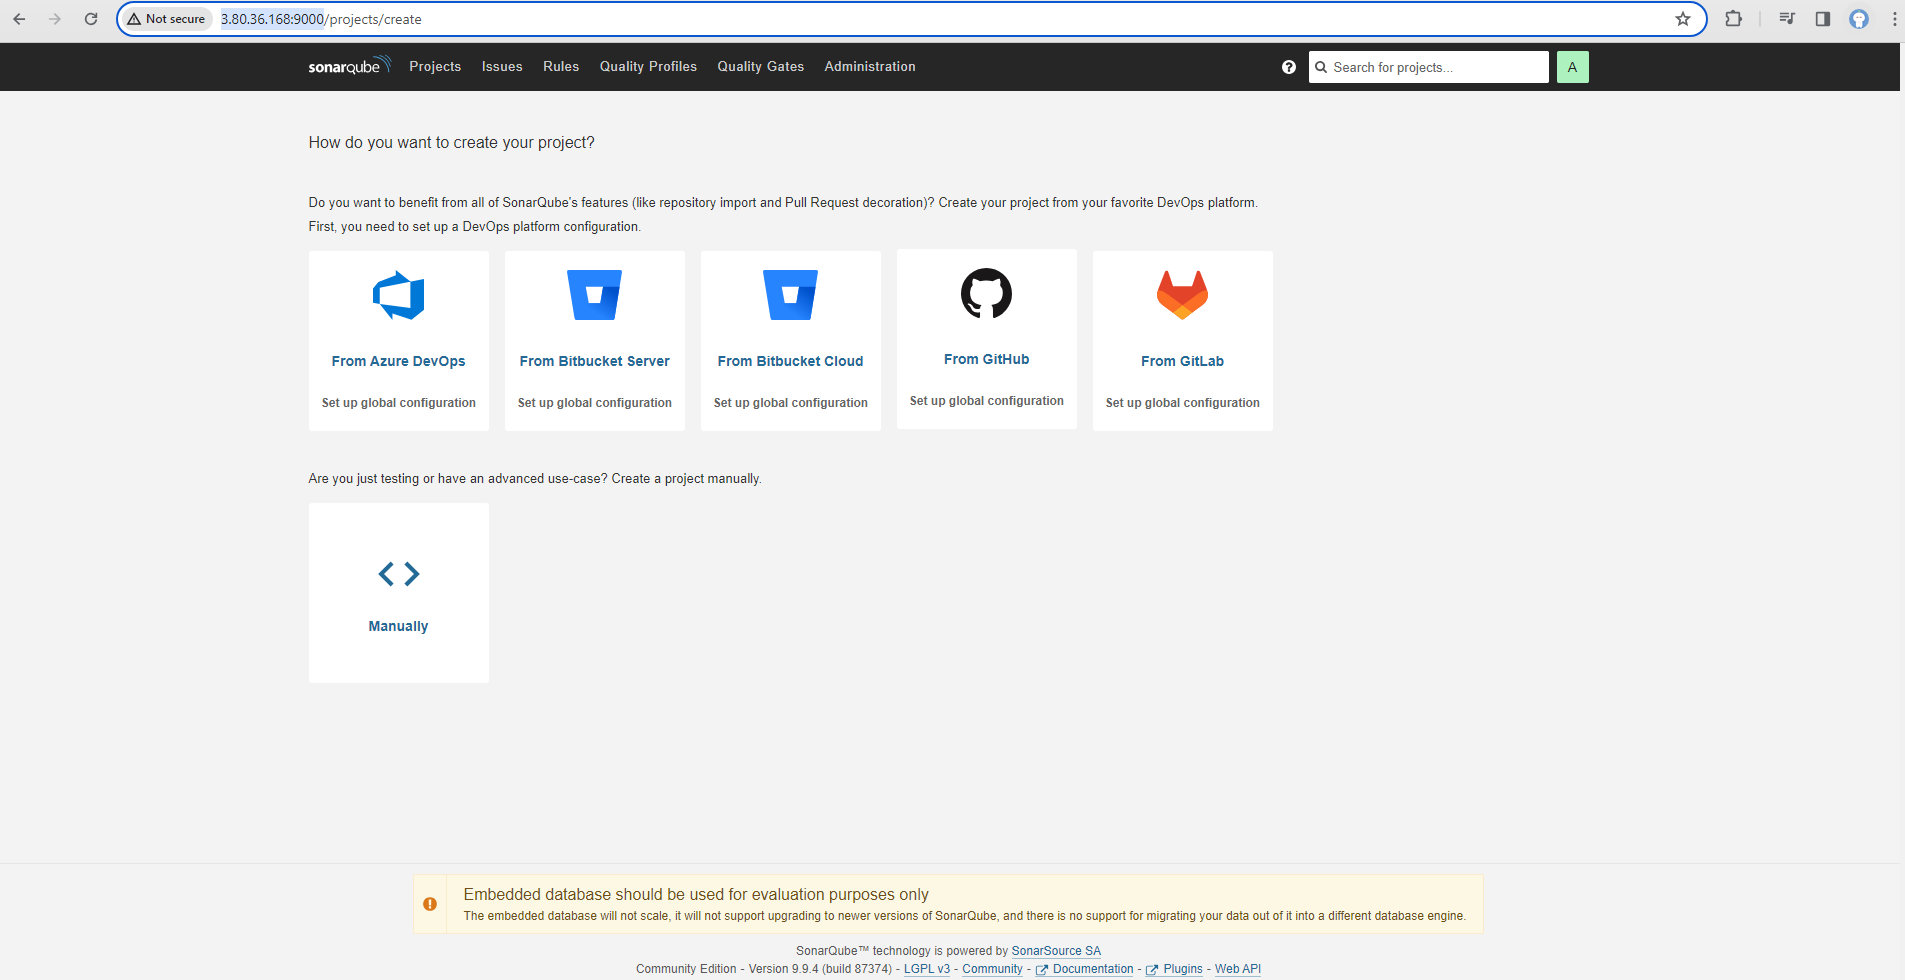 Not secure 3.80.36.168:9000/projects/create
sonarqube Projects Issues Rules Quality Profiles Quality Gates Administration ? Search for projects... A
How do you want to create your project?
Do you want to benefit from all of SonarQube's features (like repository import and Pull Request decoration)? Create your project from your favorite DevOps platform.
First, you need to set up a DevOps platform configuration.
From Azure DevOps From Bitbucket Server From Bitbucket Cloud From GitHub From GitLab
Set up global configuration Set up global configuration Set up global configuration Set up global configuration Set up global configuration
Are you just testing or have an advanced use-case? Create a project manually.
Manually
Embedded database should be used for evaluation purposes only
The embedded database will not scale, it will not support upgrading to newer versions of SonarQube, and there is no support for migrating your data out of it into a different database engine.
SonarQube™ technology is powered by SonarSource SA
Community Edition - Version 9.9.4 (build 87374) - LGPL v3 - Community - Documentation - Plugins - Web API